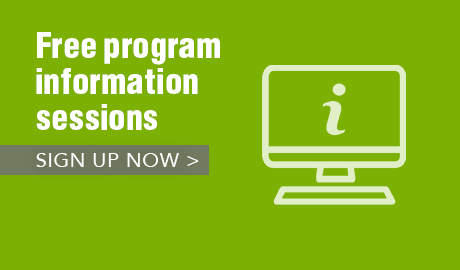 Free program
information
sessions
SIGN UP NOW >
i